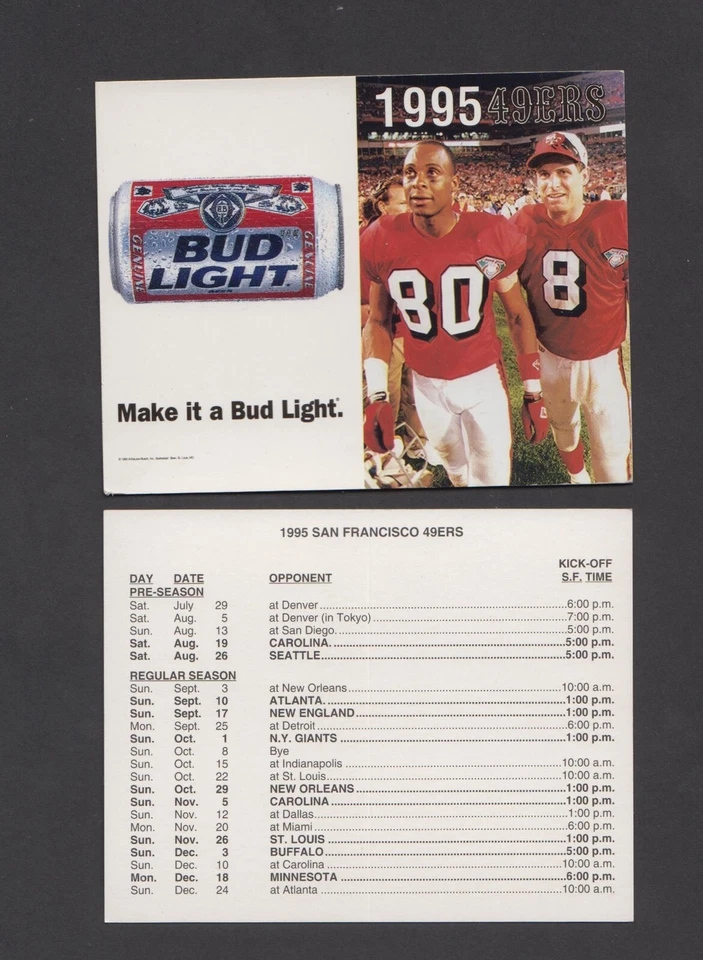 1995 49ERS
GENUINE
BUD
LIGHT.
BEER
GENUINE
80
8
Make it a Bud Light.®
1995 SAN FRANCISCO 49ERS
KICK-OFF
DAY DATE OPPONENT S.F. TIME
PRE-SEASON
Sat. July 29 at Denver 6:00 p.m.
Sat. Aug. 5 at Denver (in Tokyo) 7:00 p.m.
Sun. Aug. 13 at San Diego. 5:00 p.m.
Sat. Aug. 19 CAROLINA. 5:00 p.m.
Sat. Aug. 26 SEATTLE 5:00 p.m.
REGULAR SEASON
Sun. Sept. 3 at New Orleans 10:00 a.m.
Sun. Sept. 10 ATLANTA. 1:00 p.m.
Sun. Sept. 17 NEW ENGLAND 1:00 p.m.
Mon. Sept. 25 at Detroit 6:00 p.m.
Sun. Oct. 1 N.Y. GIANTS 1:00 p.m.
Sun. Oct. 8 Bye
Sun. Oct. 15 at Indianapolis 10:00 a.m.
Sun. Oct. 22 at St. Louis 10:00 a.m.
Sun. Oct. 29 NEW ORLEANS 1:00 p.m.
Sun. Nov. 5 CAROLINA 1:00 p.m.
Sun. Nov. 12 at Dallas 1:00 p.m.
Mon. Nov. 20 at Miami 6:00 p.m.
Sun. Nov. 26 ST. LOUIS 1:00 p.m.
Sun. Dec. 3 BUFFALO 5:00 p.m.
Sun. Dec. 10 at Carolina 10:00 a.m.
Mon. Dec. 18 MINNESOTA 6:00 p.m.
Sun. Dec. 24 at Atlanta 10:00 a.m.